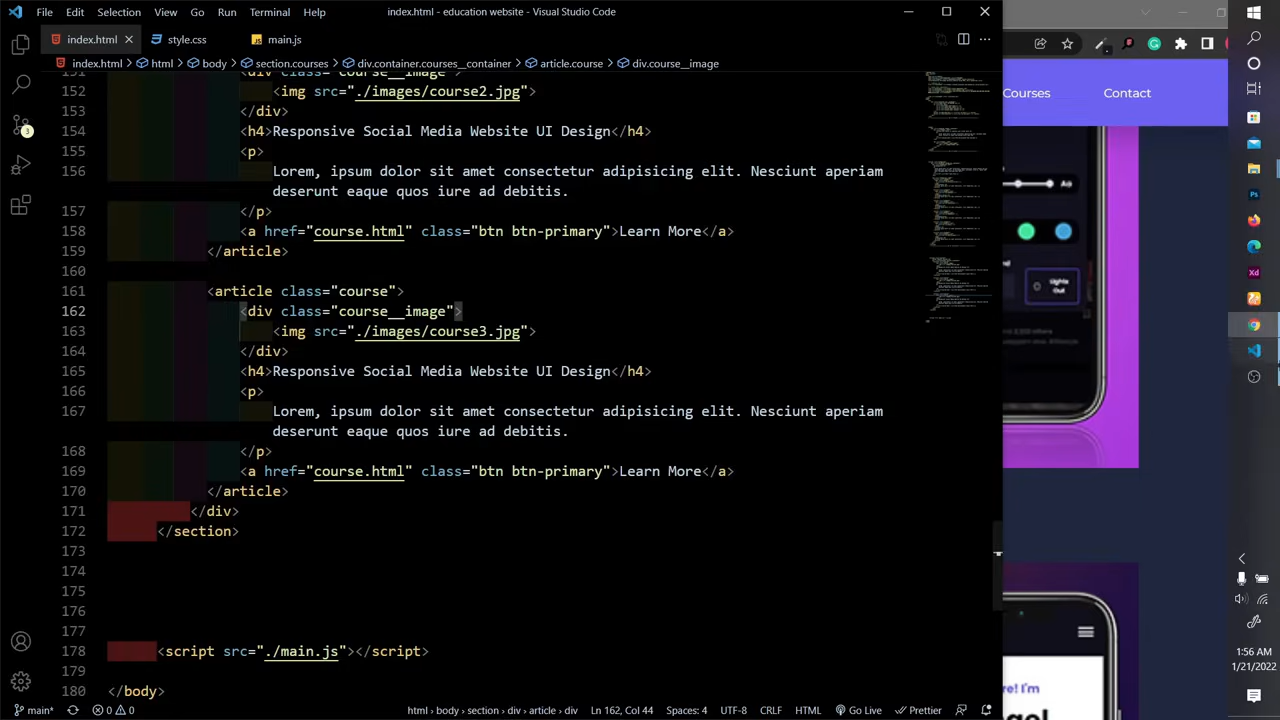 File Edit Selection View Go Run Terminal Help
index.html - education website - Visual Studio Code
index.html
style.css
main.js
index.html > html > body > section.courses > div.container.courses__container > article.course > div.course__image
151 <div class="course__image">
152 img src="./images/course2.jpg">
153 div>
154 Responsive Social Media Website UI Design</h4>
155 p>
156 Lorem, ipsum dolor sit amet consectetur adipisicing elit. Nesciunt aperiam
deserunt eaque quos iure ad debitis.
157 p>
158 href="course.html" class="btn btn-primary">Learn More</a>
159 </article>
160
161 <article class="course">
162 class="course__image"
163 img src="./images/course3.jpg">
164 </div>
165 <h4>Responsive Social Media Website UI Design</h4>
166 <p>
167 Lorem, ipsum dolor sit amet consectetur adipisicing elit. Nesciunt aperiam
deserunt eaque quos iure ad debitis.
168 </p>
169 <a href="course.html" class="btn btn-primary">Learn More</a>
170 </article>
171 </div>
172 </section>
173
174
175
176
177
178 <script src="./main.js"></script>
179
180 </body>
main* 0 0 html > body > section > div > article > div Ln 162, Col 44 Spaces: 4 UTF-8 CRLF HTML Go Live Prettier
3
Courses Contact
Ag
Lights
Out
re! I'm
Ps
Xd
1:56 AM
1/21/2022